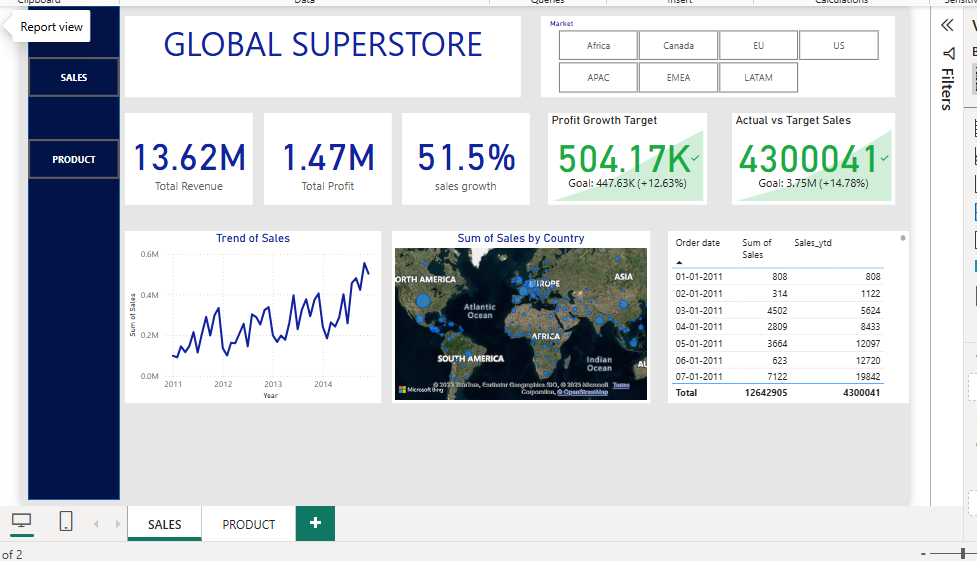 Clipboard
Data
Queries
Insert
Calculations
Report view
SALES
PRODUCT
GLOBAL SUPERSTORE
Market
Africa
Canada
EU
US
APAC
EMEA
LATAM
Filters
13.62M
Total Revenue
1.47M
Total Profit
51.5%
sales growth
Profit Growth Target
504.17K
Goal: 447.63K (+12.63%)
Actual vs Target Sales
4300041
Goal: 3.75M (+14.78%)
Trend of Sales
0.6M
0.4M
0.2M
0.0M
Sum of Sales
2011
2012
2013
2014
Year
Sum of Sales by Country
ORTH AMERICA
EUROPE
ASIA
Atlantic
Ocean
AFRICA
SOUTH AMERICA
Indian
Ocean
AU
Microsoft Bing
© 2025 TomTom, Earthstar Geographics SIO, © 2025 Microsoft Corporation, © OpenStreetMap
Terms
Order date Sum of Sales Sales_ytd
01-01-2011 808 808
02-01-2011 314 1122
03-01-2011 4502 5624
04-01-2011 2809 8433
05-01-2011 3664 12097
06-01-2011 623 12720
07-01-2011 7122 19842
Total 12642905 4300041
SALES
PRODUCT
+
of 2
-